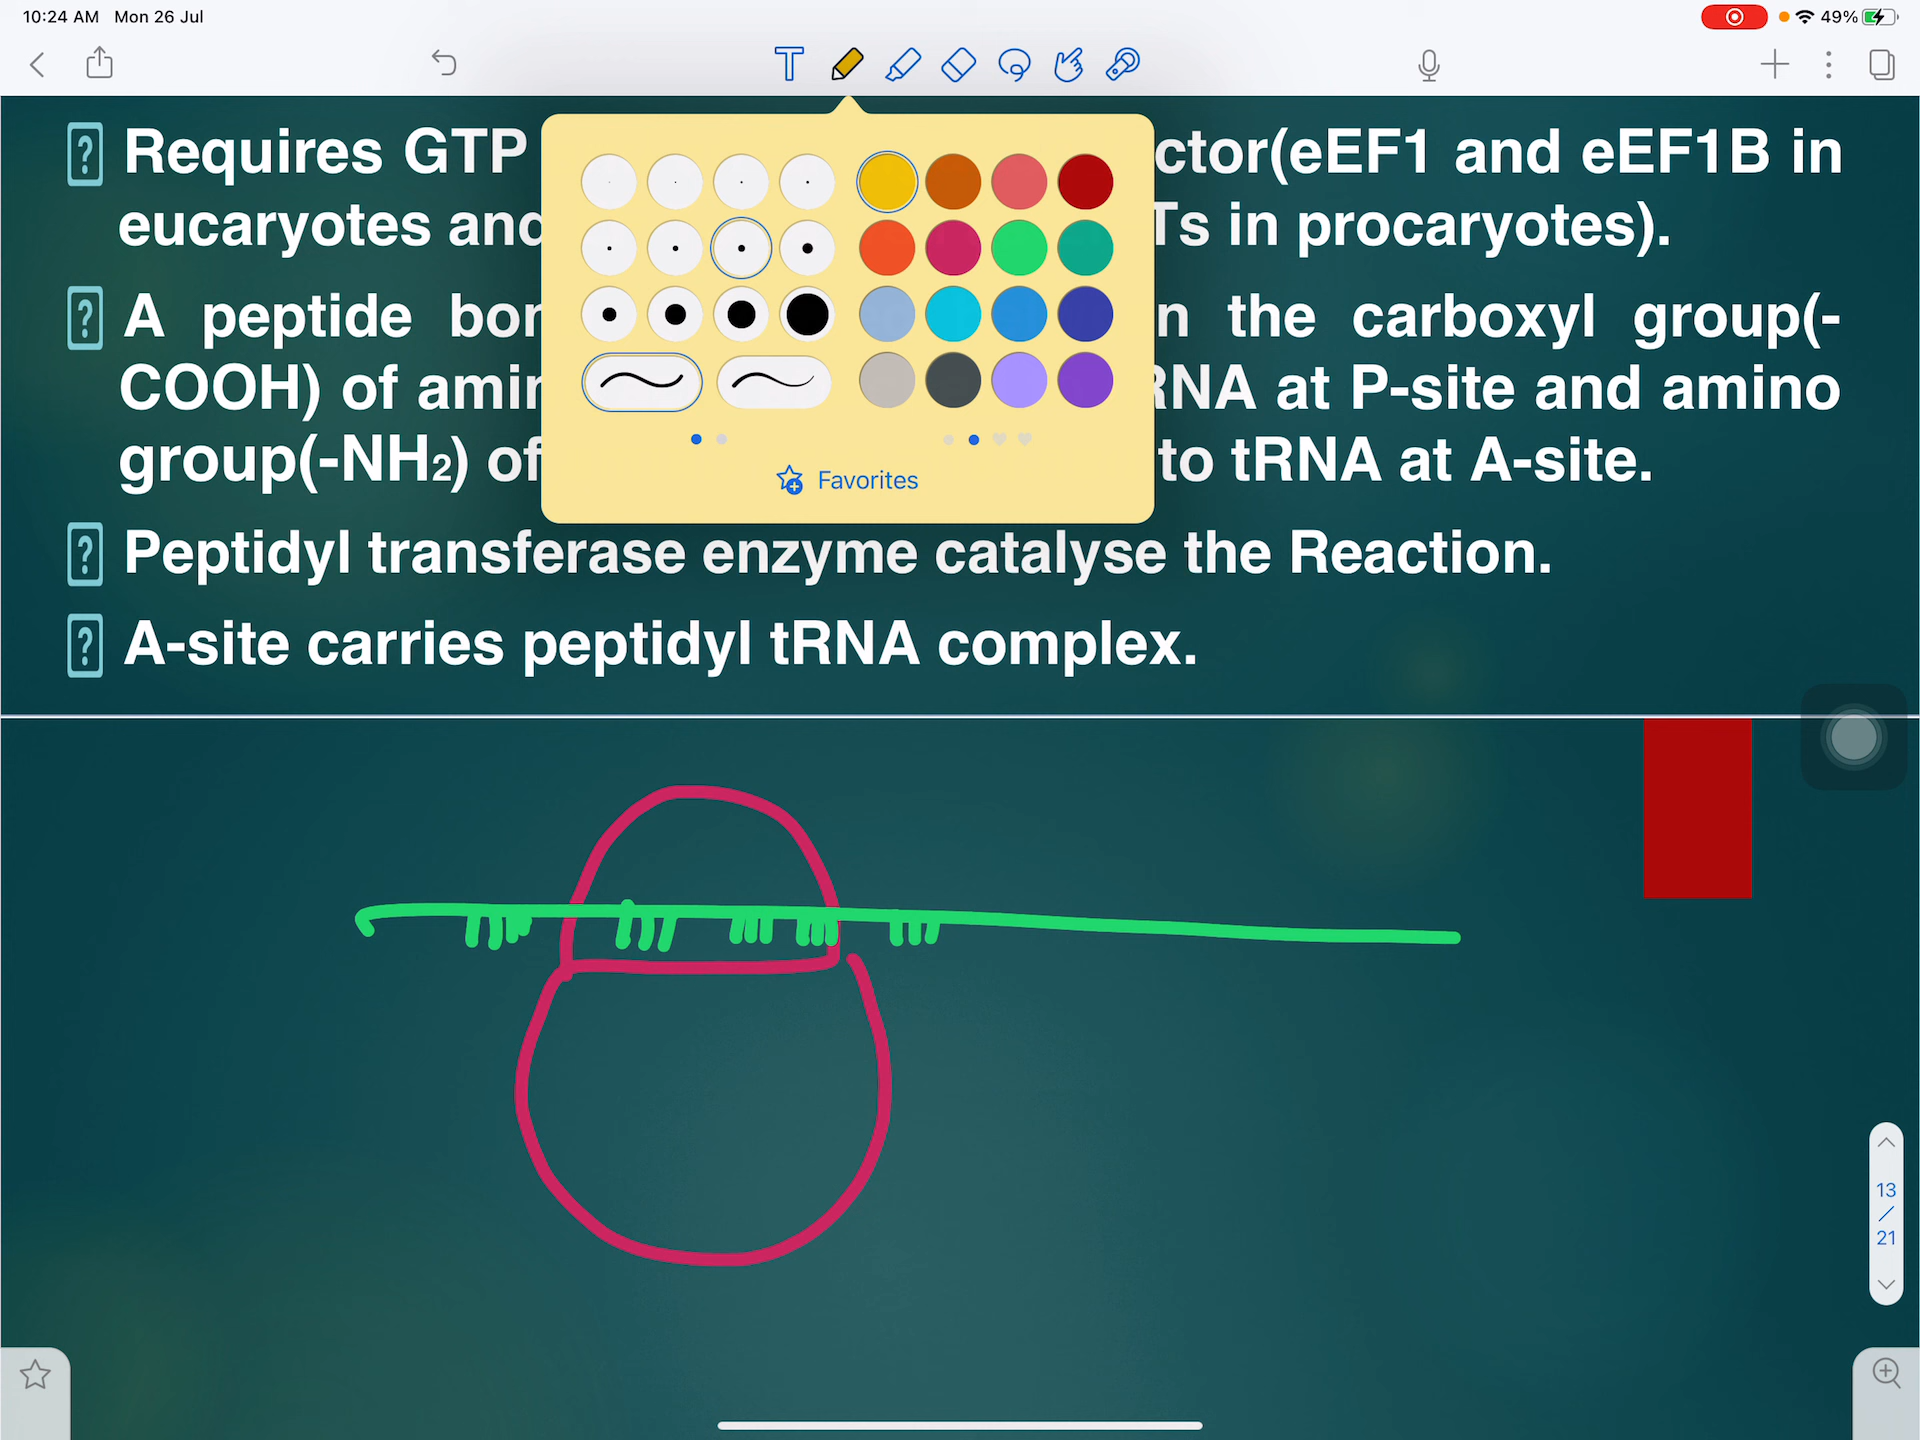 10:24 AM Mon 26 Jul
49%
T
Requires GTP ctor(eEF1 and eEF1B in
eucaryotes and Ts in procaryotes).
A peptide n the carboxyl group(-
COOH) of RNA at P-site and amino
group(-NH₂) of to tRNA at A-site.
Favorites
Peptidyl transferase enzyme catalyse the Reaction.
A-site carries peptidyl tRNA complex.
13
/
21